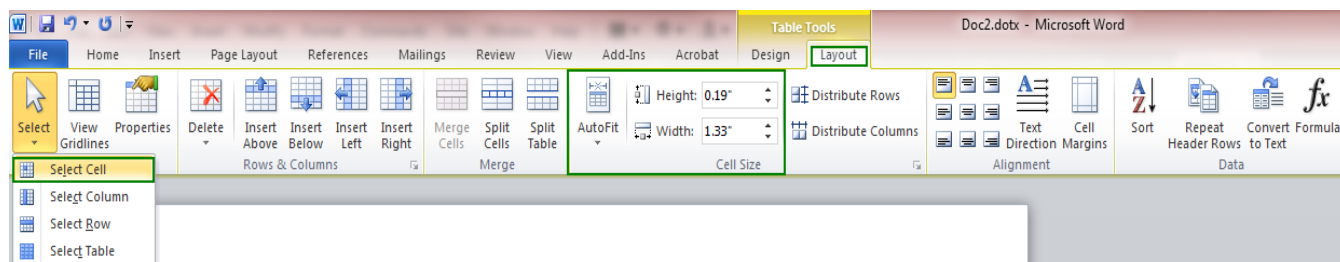 W
Table Tools
Doc2.dotx - Microsoft Word
File Home Insert Page Layout References Mailings Review View Add-Ins Acrobat Design Layout
Select
View Gridlines
Properties
Delete
Insert Above
Insert Below
Insert Left
Insert Right
Merge Cells
Split Cells
Split Table
AutoFit
Height: 0.19"
Width: 1.33"
Distribute Rows
Distribute Columns
Text Direction
Cell Margins
A
Z
Sort
Repeat Header Rows
Convert to Text
fx
Formula
Rows & Columns
Merge
Cell Size
Alignment
Data
Select Cell
Select Column
Select Row
Select Table